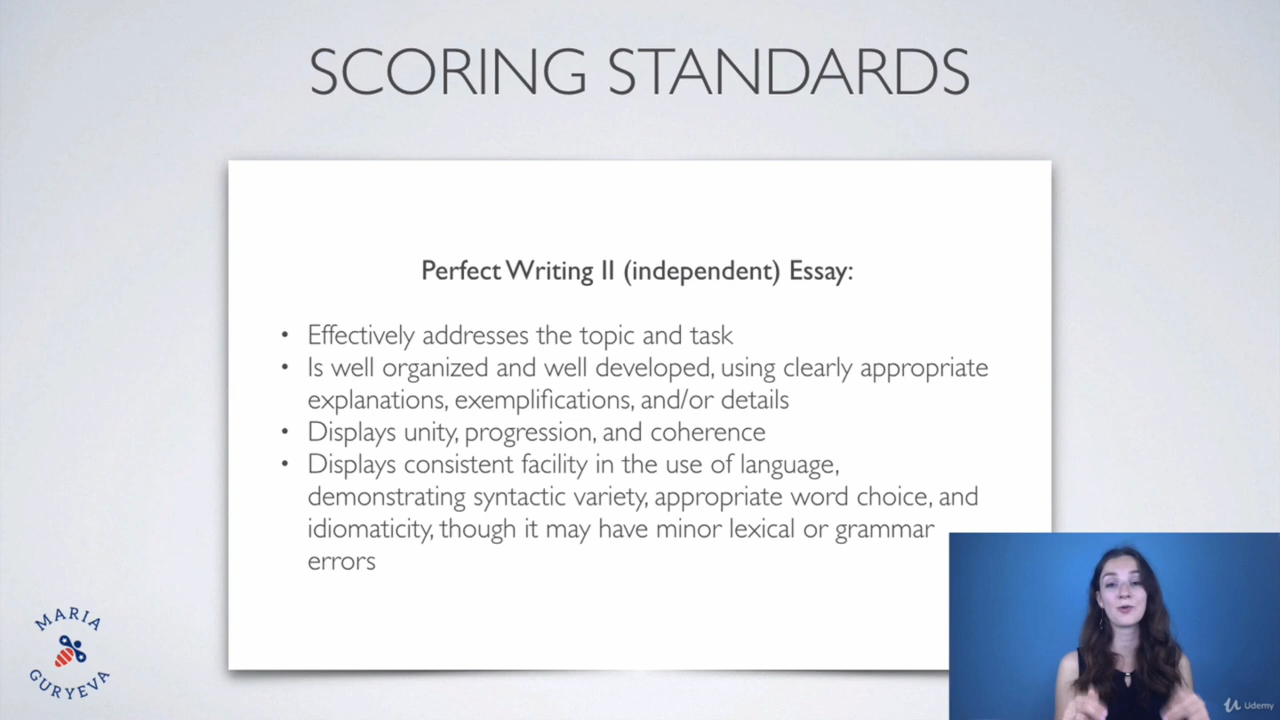 SCORING STANDARDS
Perfect Writing II (independent) Essay:
• Effectively addresses the topic and task
• Is well organized and well developed, using clearly appropriate
explanations, exemplifications, and/or details
• Displays unity, progression, and coherence
• Displays consistent facility in the use of language,
demonstrating syntactic variety, appropriate word choice, and
idiomaticity, though it may have minor lexical or grammar
errors
MARIA
GURYEVA
Udemy